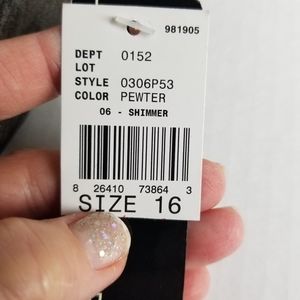 981905
DEPT 0152
LOT
STYLE 0306P53
COLOR PEWTER
06 - SHIMMER
8 26410 73864 3
SIZE 16